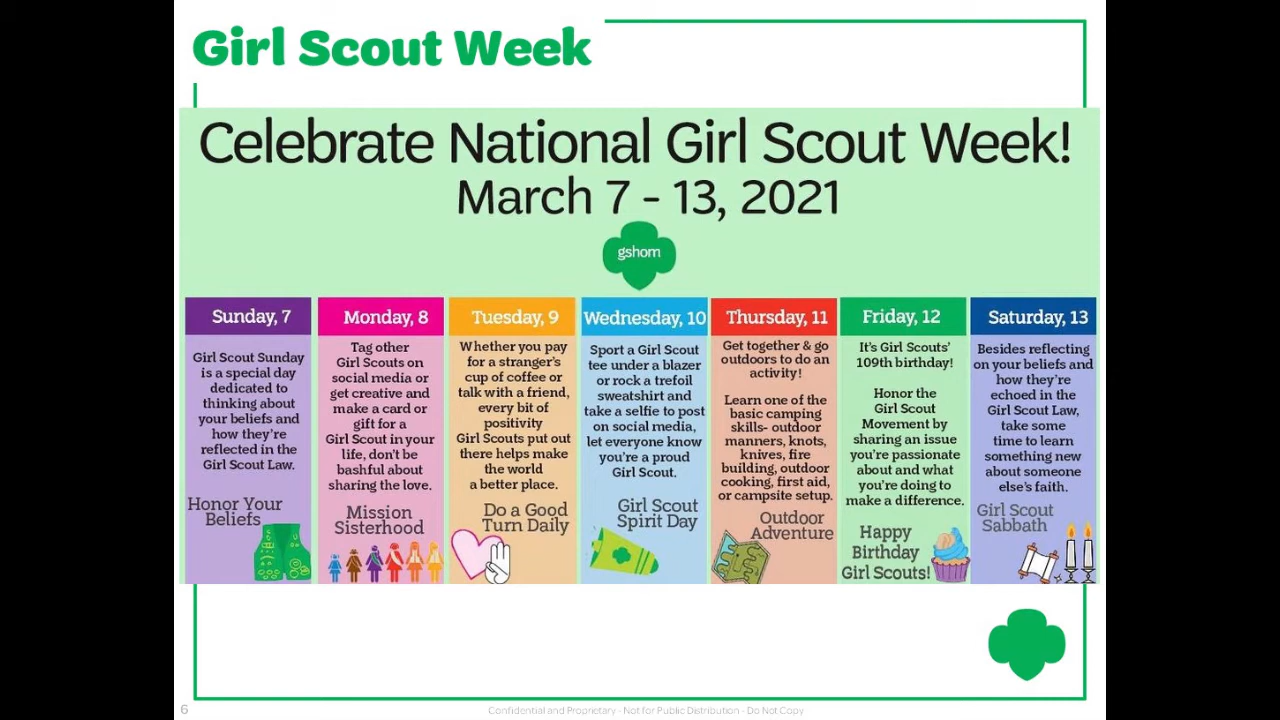 Girl Scout Week
Celebrate National Girl Scout Week!
March 7 - 13, 2021
gshom
Sunday, 7
Girl Scout Sunday
is a special day
dedicated to
thinking about
your beliefs and
how they're
reflected in the
Girl Scout Law.
Honor Your
Beliefs
Monday, 8
Tag other
Girl Scouts on
social media or
get creative and
make a card or
gift for a
Girl Scout in your
life, don't be
bashful about
sharing the love.
Mission
Sisterhood
Tuesday, 9
Whether you pay
for a stranger's
cup of coffee or
talk with a friend,
every bit of
positivity
Girl Scouts put out
there helps make
the world
a better place.
Do a Good
Turn Daily
Wednesday, 10
Sport a Girl Scout
tee under a blazer
or rock a trefoil
sweatshirt and
take a selfie to post
on social media,
let everyone know
you're a proud
Girl Scout.
Girl Scout
Spirit Day
Thursday, 11
Get together & go
outdoors to do an
activity!
Learn one of the
basic camping
skills- outdoor
manners, knots,
knives, fire
building, outdoor
cooking, first aid,
or campsite setup.
Outdoor
Adventure
Friday, 12
It's Girl Scouts'
109th birthday!
Honor the
Girl Scout
Movement by
sharing an issue
you're passionate
about and what
you're doing to
make a difference.
Happy
Birthday
Girl Scouts!
Saturday, 13
Besides reflecting
on your beliefs and
how they're
echoed in the
Girl Scout Law,
take some
time to learn
something new
about someone
else's faith.
Girl Scout
Sabbath
6
Confidential and Proprietary - Not for Public Distribution - Do Not Copy